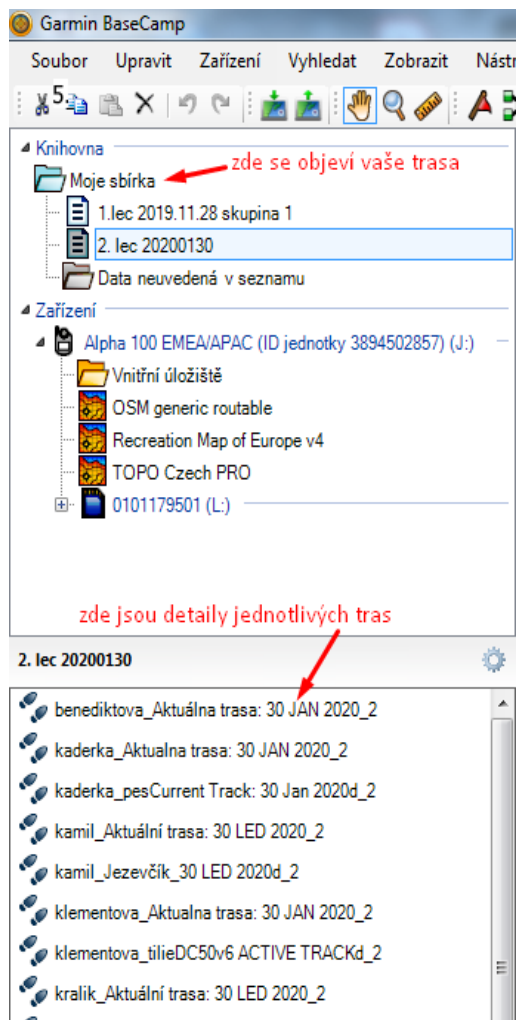 Garmin BaseCamp
Soubor Upravit Zařízení Vyhledat Zobrazit Nástr
5.
Knihovna
zde se objeví vaše trasa
Moje sbírka
1.lec 2019.11.28 skupina 1
2. lec 20200130
Data neuvedená v seznamu
Zařízení
Alpha 100 EMEA/APAC (ID jednotky 3894502857) (J:)
Vnitřní úložiště
OSM generic routable
Recreation Map of Europe v4
TOPO Czech PRO
0101179501 (L:)
zde jsou detaily jednotlivých tras
2. lec 20200130
benediktova_Aktuálna trasa: 30 JAN 2020_2
kaderka_Aktualna trasa: 30 JAN 2020_2
kaderka_pesCurrent Track: 30 Jan 2020d_2
kamil_Aktuální trasa: 30 LED 2020_2
kamil_Jezevčík_30 LED 2020d_2
klementova_Aktualna trasa: 30 JAN 2020_2
klementova_tilieDC50v6 ACTIVE TRACKd_2
kralik_Aktuální trasa: 30 LED 2020_2